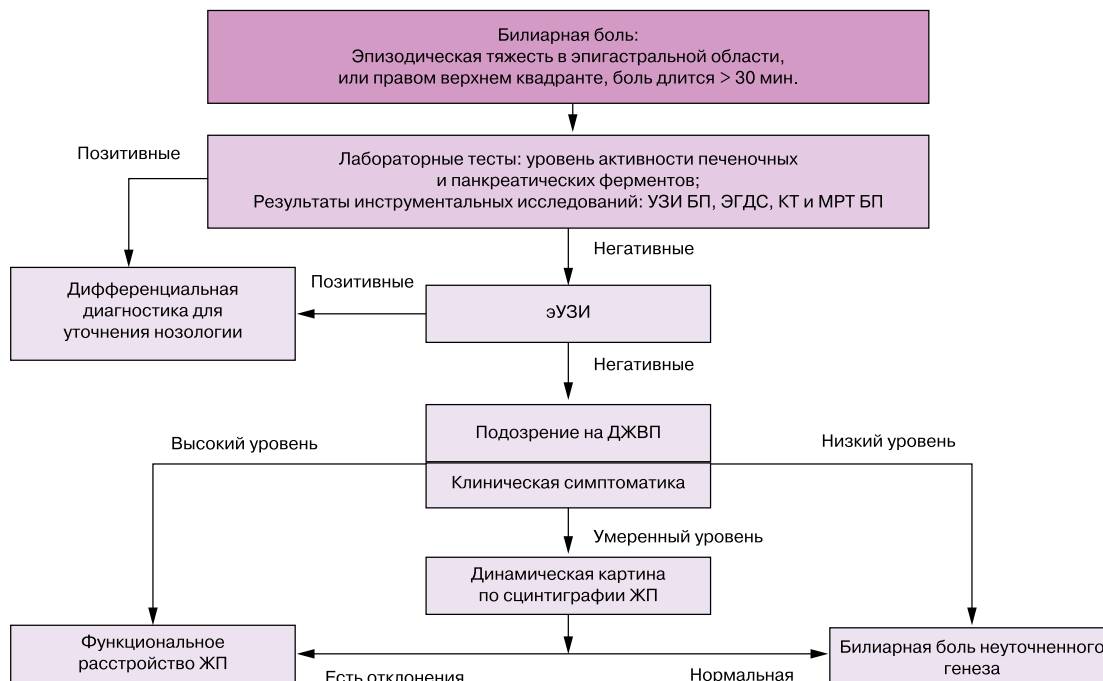 Билиарная боль:
Эпизодическая тяжесть в эпигастральной области,
или правом верхнем квадранте, боль длится > 30 мин.
Позитивные
Лабораторные тесты: уровень активности печеночных
и панкреатических ферментов;
Результаты инструментальных исследований: УЗИ БП, ЭГДС, КТ и МРТ БП
Негативные
Дифференциальная
диагностика для
уточнения нозологии
Позитивные
эУЗИ
Негативные
Подозрение на ДЖВП
Высокий уровень
Низкий уровень
Клиническая симптоматика
Умеренный уровень
Динамическая картина
по сцинтиграфии ЖП
Функциональное
расстройство ЖП
Билиарная боль неуточненного
генеза
Есть отклонения
Нормальная